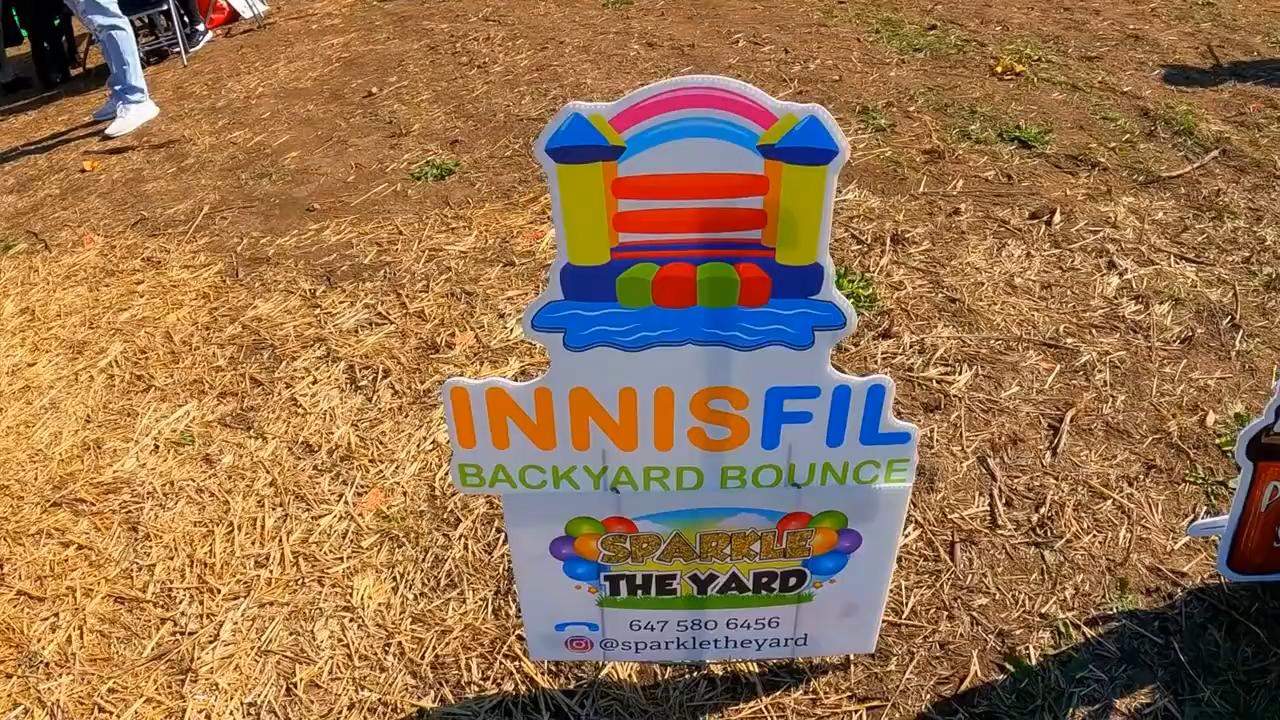 INNISFIL
BACKYARD BOUNCE
SPARKLE
THE YARD
647 580 6456
@sparkletheyard